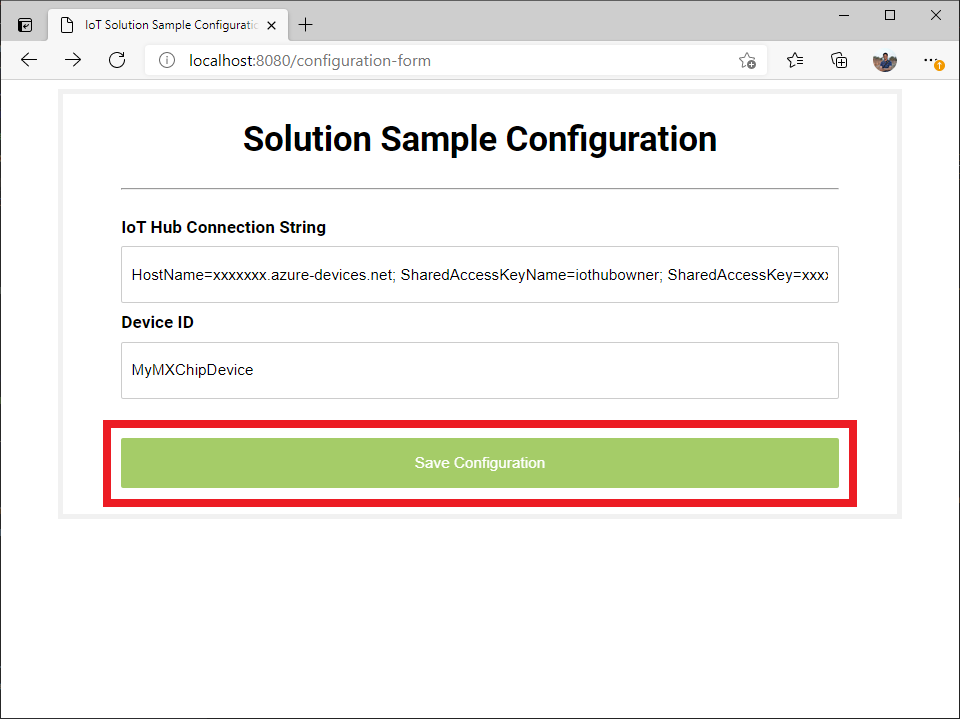 IoT Solution Sample Configuratic
localhost:8080/configuration-form
Solution Sample Configuration
IoT Hub Connection String
HostName=xxxxxxx.azure-devices.net; SharedAccessKeyName=iothubowner; SharedAccessKey=xxxx
Device ID
MyMXChipDevice
Save Configuration